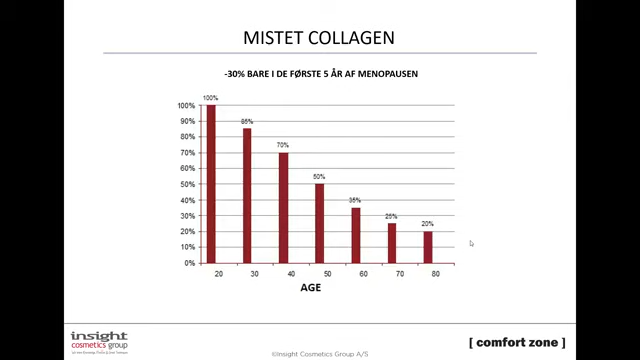 MISTET COLLAGEN
-30% BARE I DE FØRSTE 5 ÅR AF MENOPAUSEN
100%
90%
80%
70%
60%
50%
40%
30%
20%
10%
0%
100%
85%
70%
50%
35%
25%
20%
20 30 40 50 60 70 80
AGE
insight
cosmetics group
[ comfort zone ]
©Insight Cosmetics Group A/S